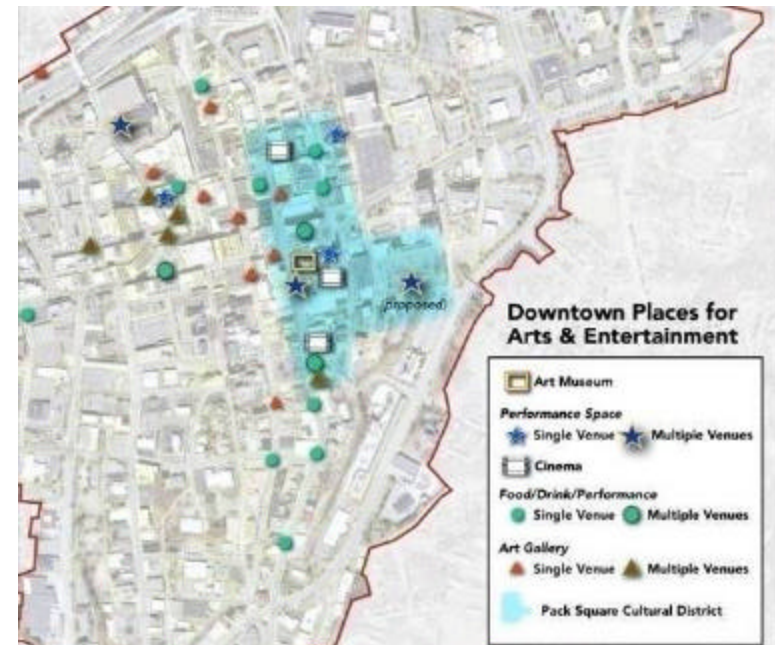 (proposed)
Downtown Places for
Arts & Entertainment
Art Museum
Performance Space
Single Venue
Multiple Venues
Cinema
Food/Drink/Performance
Single Venue
Multiple Venues
Art Gallery
Single Venue
Multiple Venues
Pack Square Cultural District